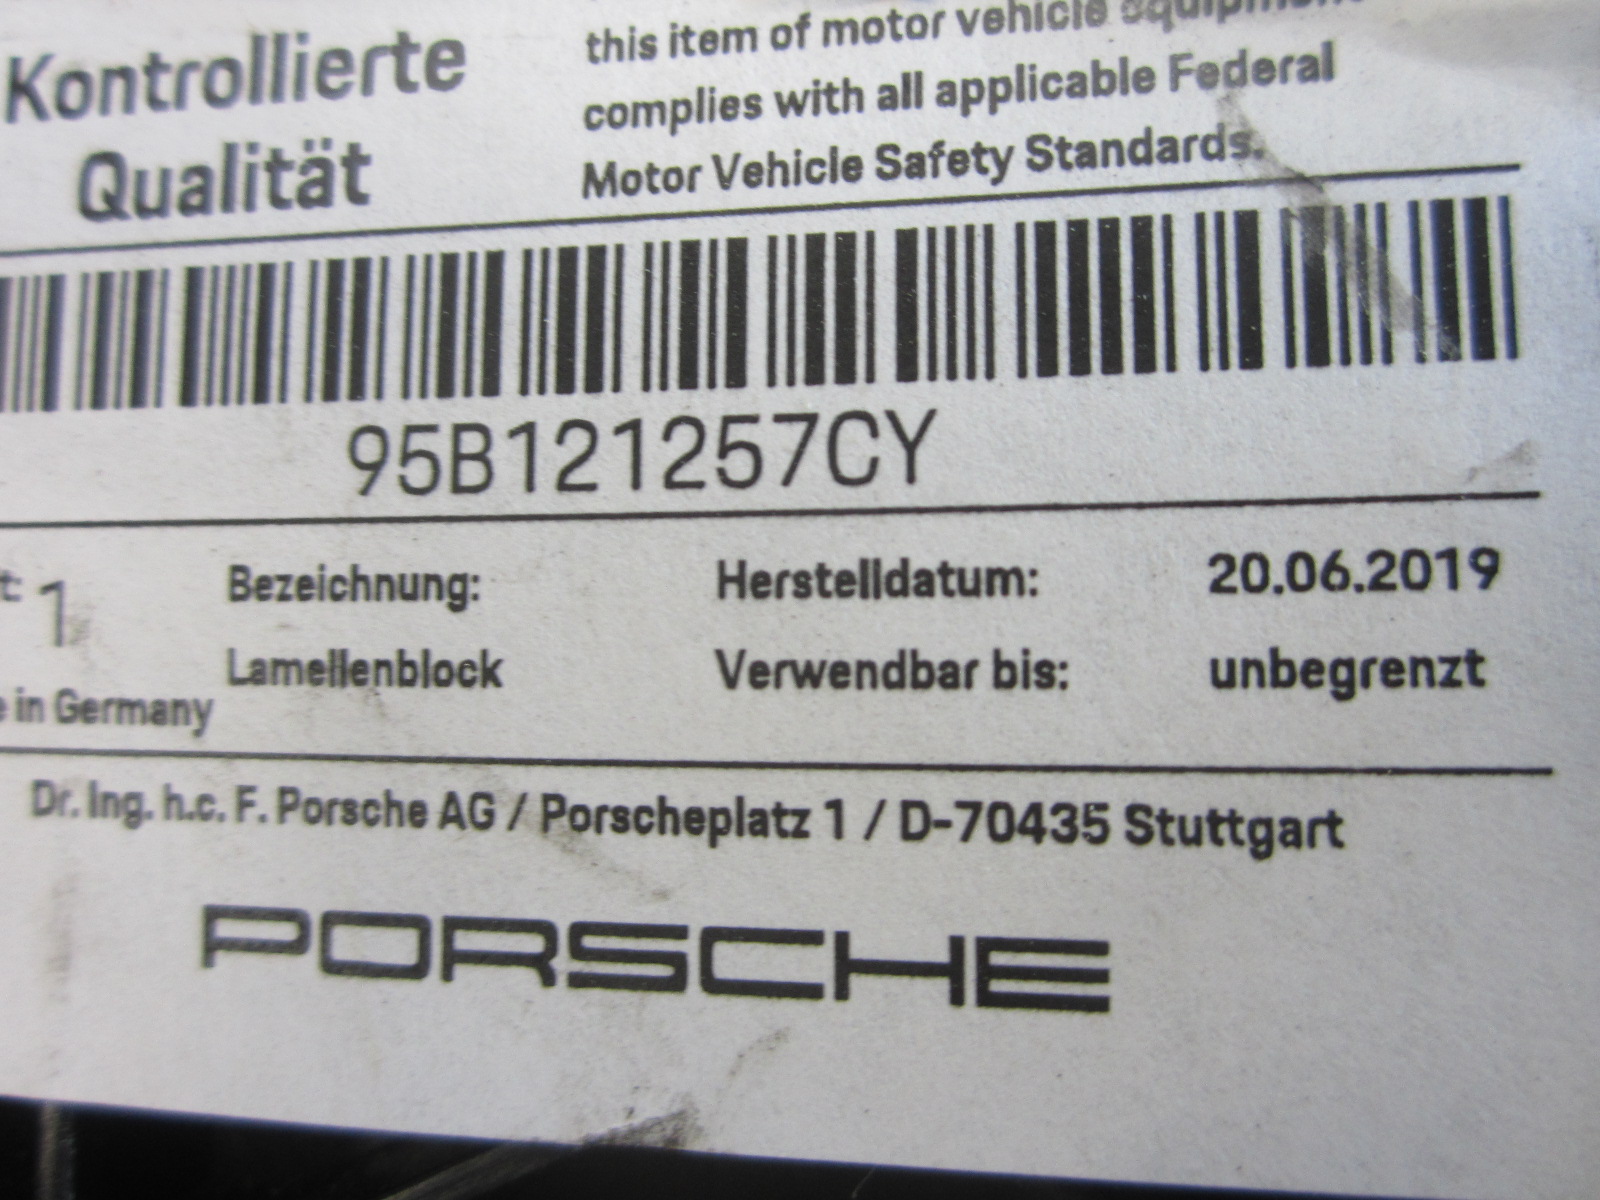 Kontrollierte
Qualität
this item of motor vehicle equipment
complies with all applicable Federal
Motor Vehicle Safety Standards.
95B121257CY
1
Bezeichnung:
Herstelldatum:
20.06.2019
Lamellenblock
Verwendbar bis:
unbegrenzt
in Germany
Dr. Ing. h.c. F. Porsche AG / Porscheplatz 1 / D-70435 Stuttgart
PORSCHE